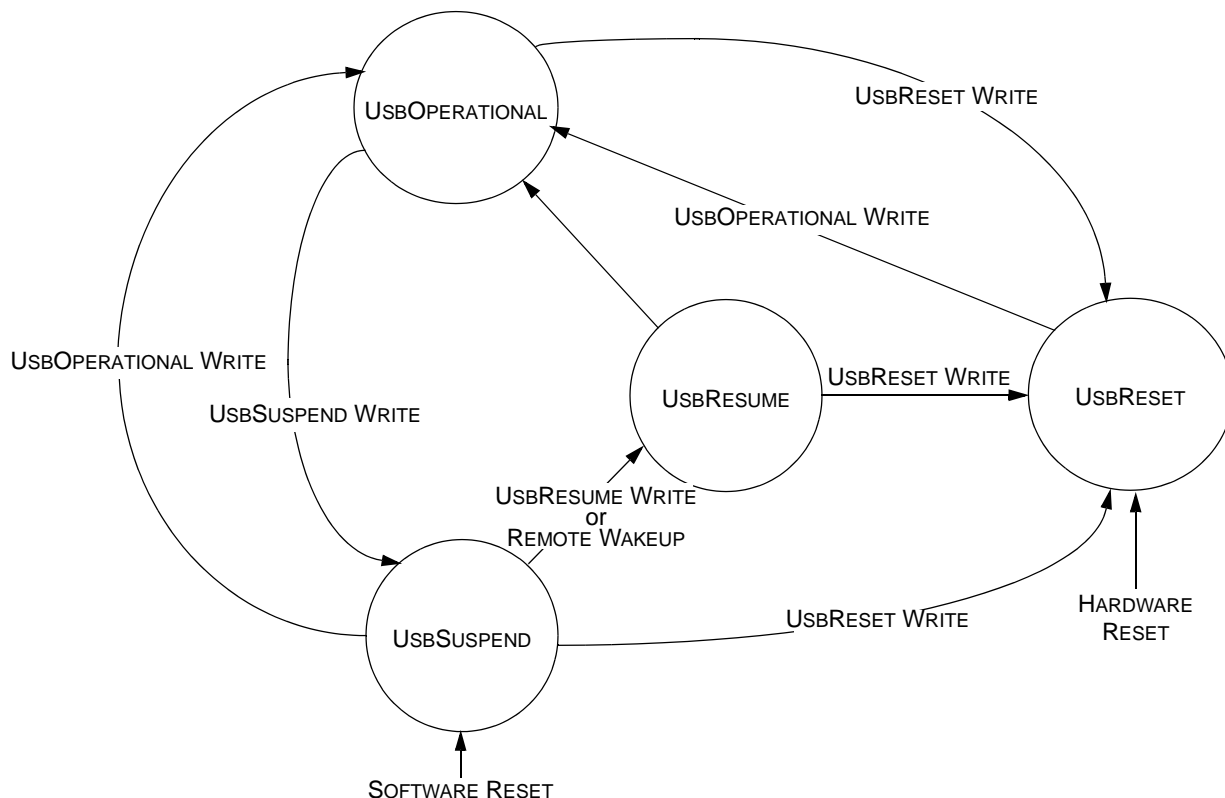 USBOPERATIONAL
USBRESET WRITE
USBOPERATIONAL WRITE
USBOPERATIONAL WRITE
USBRESET WRITE
USBRESUME
USBRESET
USBSUSPEND WRITE
USBRESUME WRITE
or
REMOTE WAKEUP
USBRESET WRITE
HARDWARE
RESET
USBSUSPEND
SOFTWARE RESET